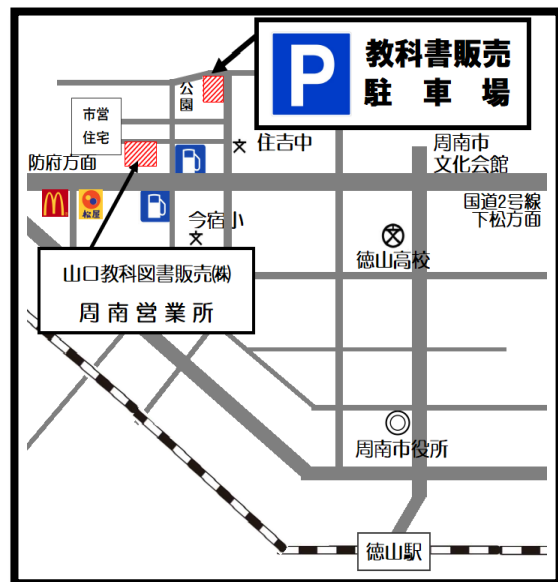 P
教科書販売
駐車場
公園
市営
住宅
防府方面
住吉中
周南市
文化会館
国道2号線
下松方面
松屋
今宿小
徳山高校
山口教科図書販売㈱
周南営業所
周南市役所
徳山駅